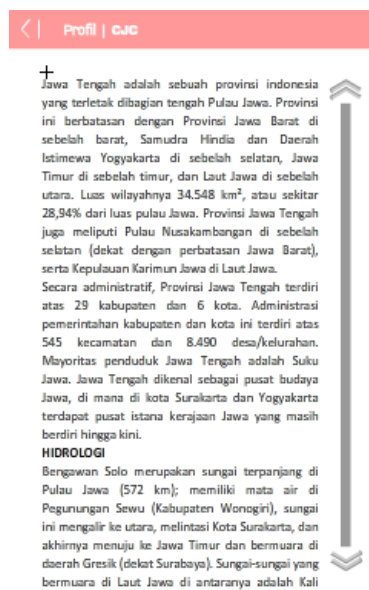 Profil | CJC
Jawa Tengah adalah sebuah provinsi indonesia
yang terletak dibagian tengah Pulau Jawa. Provinsi
ini berbatasan dengan Provinsi Jawa Barat di
sebelah barat, Samudra Hindia dan Daerah
Istimewa Yogyakarta di sebelah selatan, Jawa
Timur di sebelah timur, dan Laut Jawa di sebelah
utara. Luas wilayahnya 34.548 km², atau sekitar
28,94% dari luas pulau Jawa. Provinsi Jawa Tengah
juga meliputi Pulau Nusakambangan di sebelah
selatan (dekat dengan perbatasan Jawa Barat),
serta Kepulauan Karimun Jawa di Laut Jawa.
Secara administratif, Provinsi Jawa Tengah terdiri
atas 29 kabupaten dan 6 kota. Administrasi
pemerintahan kabupaten dan kota ini terdiri atas
545 kecamatan dan 8.490 desa/kelurahan.
Mayoritas penduduk Jawa Tengah adalah Suku
Jawa. Jawa Tengah dikenal sebagai pusat budaya
Jawa, di mana di kota Surakarta dan Yogyakarta
terdapat pusat istana kerajaan Jawa yang masih
berdiri hingga kini.
HIDROLOGI
Bengawan Solo merupakan sungai terpanjang di
Pulau Jawa (572 km); memiliki mata air di
Pegunungan Sewu (Kabupaten Wonogiri), sungai
ini mengalir ke utara, melintasi Kota Surakarta, dan
akhirnya menuju ke Jawa Timur dan bermuara di
daerah Gresik (dekat Surabaya). Sungai-sungai yang
bermuara di Laut Jawa di antaranya adalah Kali